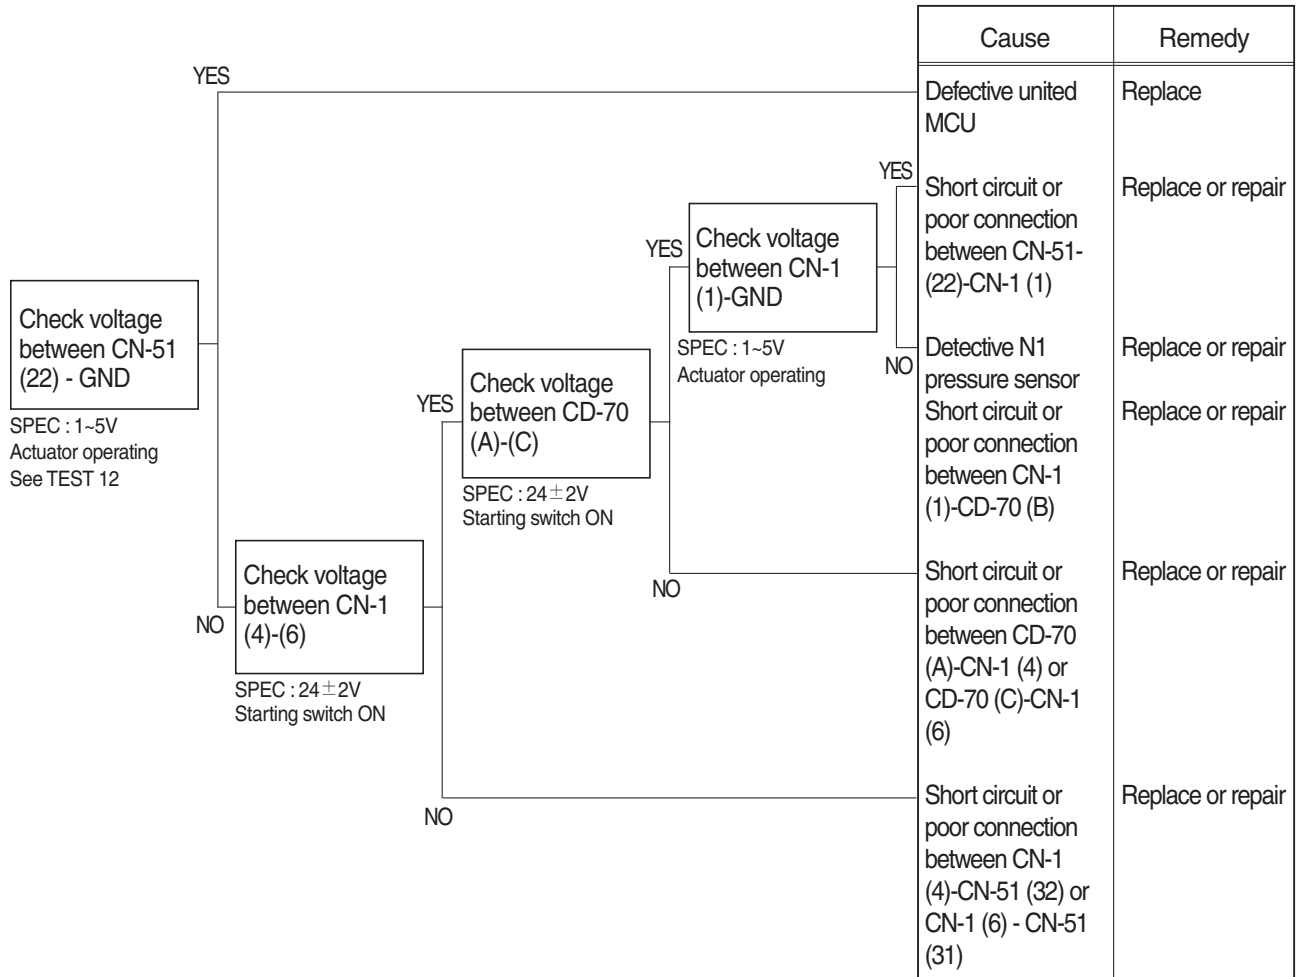 Cause
Remedy
YES
Defective united
MCU
Replace
YES
Short circuit or
poor connection
between CN-51-
(22)-CN-1 (1)
Replace or repair
YES
Check voltage
between CN-1
(1)-GND
SPEC : 1~5V
Actuator operating
NO
Detective N1
pressure sensor
Replace or repair
Short circuit or
poor connection
between CN-1
(1)-CD-70 (B)
Replace or repair
Check voltage
between CN-51
(22) - GND
SPEC : 1~5V
Actuator operating
See TEST 12
YES
Check voltage
between CD-70
(A)-(C)
SPEC : 24±2V
Starting switch ON
NO
Short circuit or
poor connection
between CD-70
(A)-CN-1 (4) or
CD-70 (C)-CN-1
(6)
Replace or repair
NO
Check voltage
between CN-1
(4)-(6)
SPEC : 24±2V
Starting switch ON
NO
Short circuit or
poor connection
between CN-1
(4)-CN-51 (32) or
CN-1 (6) - CN-51
(31)
Replace or repair